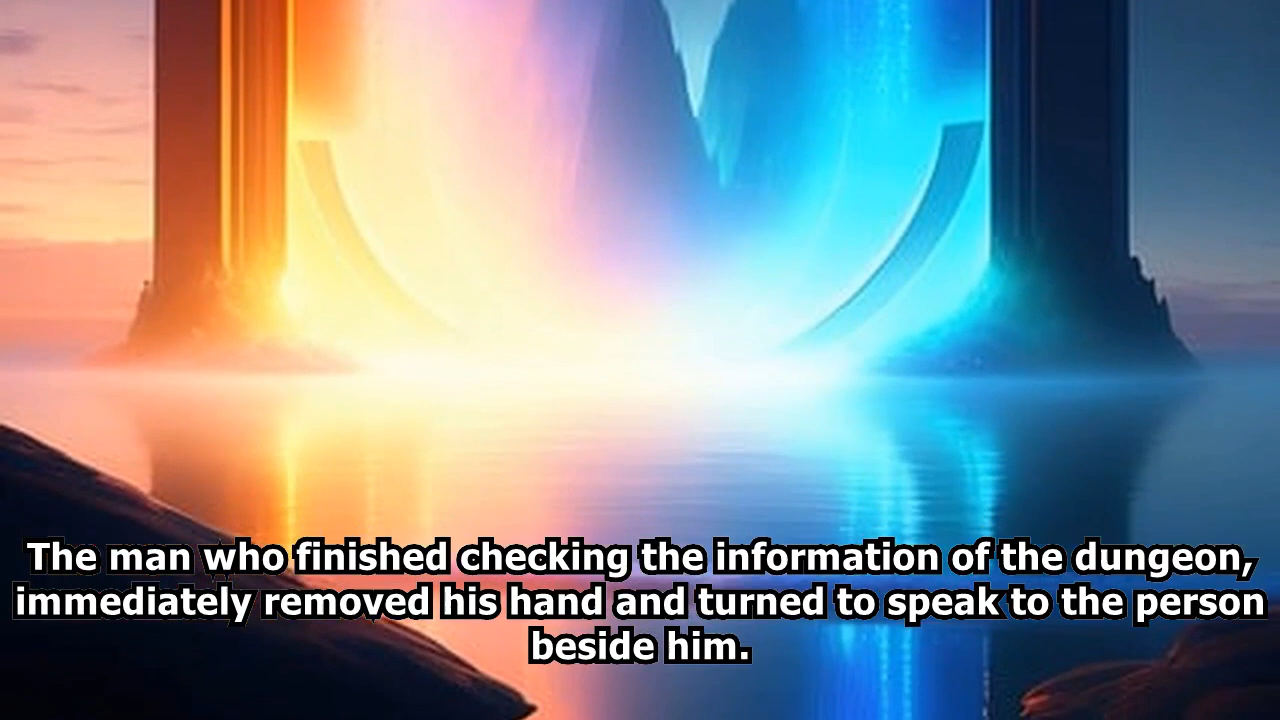 The man who finished checking the information of the dungeon,
immediately removed his hand and turned to speak to the person
beside him.